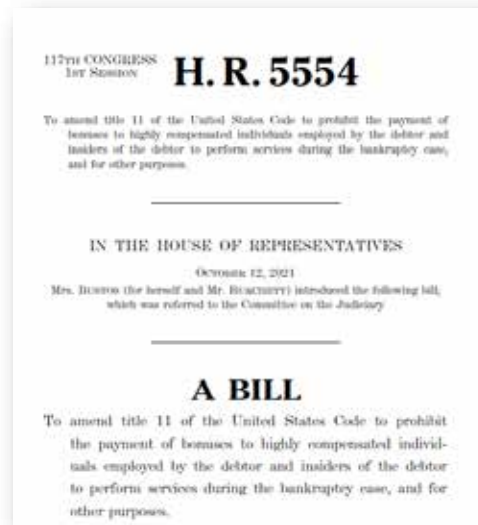 117TH CONGRESS
1ST SESSION
H. R. 5554
To amend title 11 of the United States Code to prohibit the payment of
bonuses to highly compensated individuals employed by the debtor and
insiders of the debtor to perform services during the bankruptcy case,
and for other purposes.
IN THE HOUSE OF REPRESENTATIVES
OCTOBER 12, 2021
Mrs. BUSTOS (for herself and Mr. BURCHETT) introduced the following bill;
which was referred to the Committee on the Judiciary
A BILL
To amend title 11 of the United States Code to prohibit
the payment of bonuses to highly compensated individ-
uals employed by the debtor and insiders of the debtor
to perform services during the bankruptcy case, and for
other purposes.